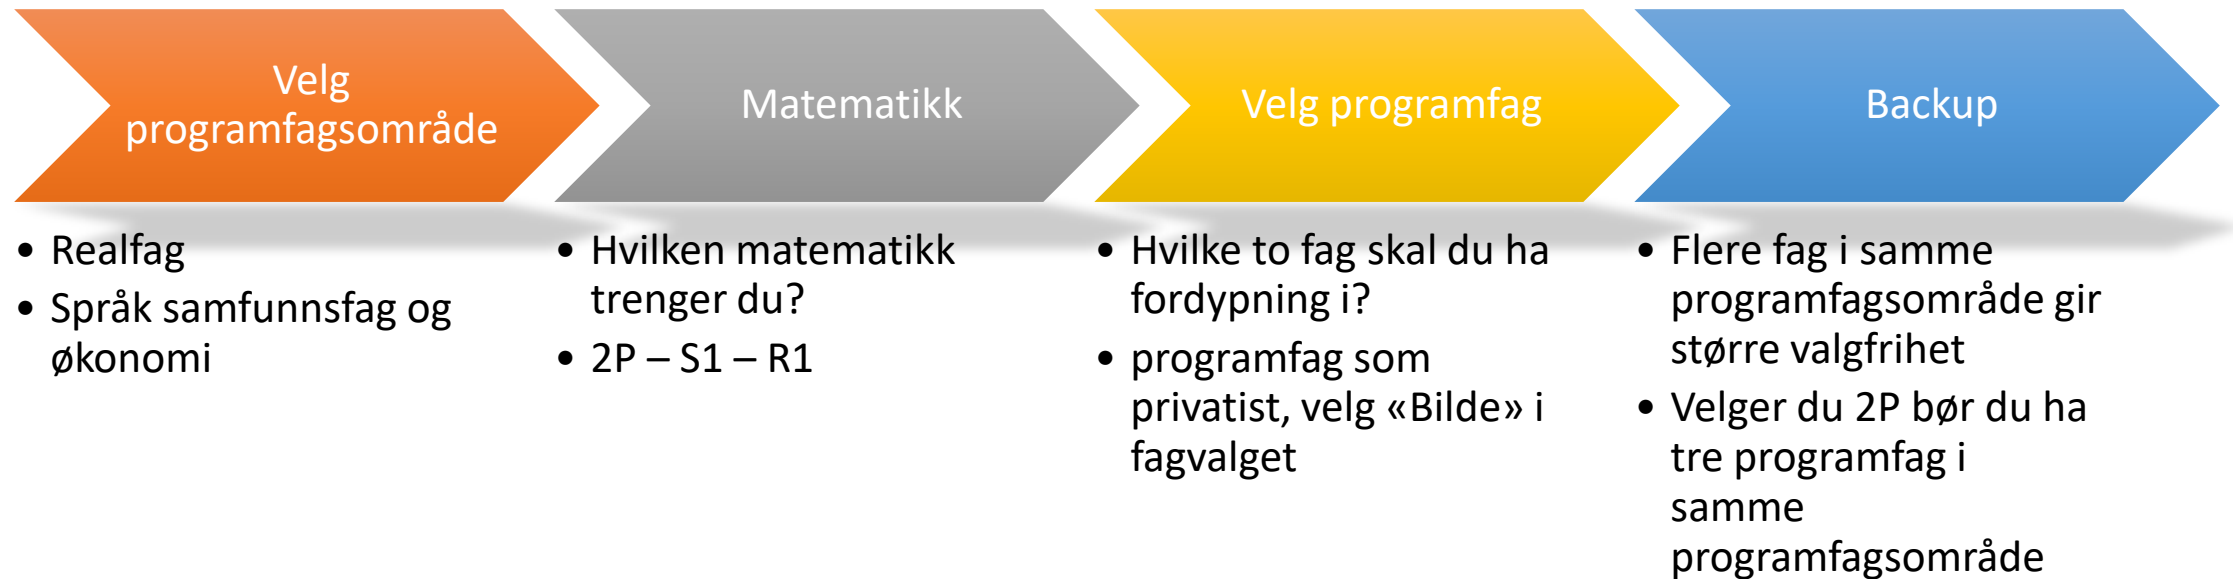 Velg
programfagsområde
• Realfag
• Språk samfunnsfag og
økonomi
Matematikk
• Hvilken matematikk
trenger du?
• 2P – S1 – R1
Velg programfag
• Hvilke to fag skal du ha
fordypning i?
• programfag som
privatist, velg «Bilde» i
fagvalget
Backup
• Flere fag i samme
programfagsområde gir
større valgfrihet
• Velger du 2P bør du ha
tre programfag i
samme
programfagsområde